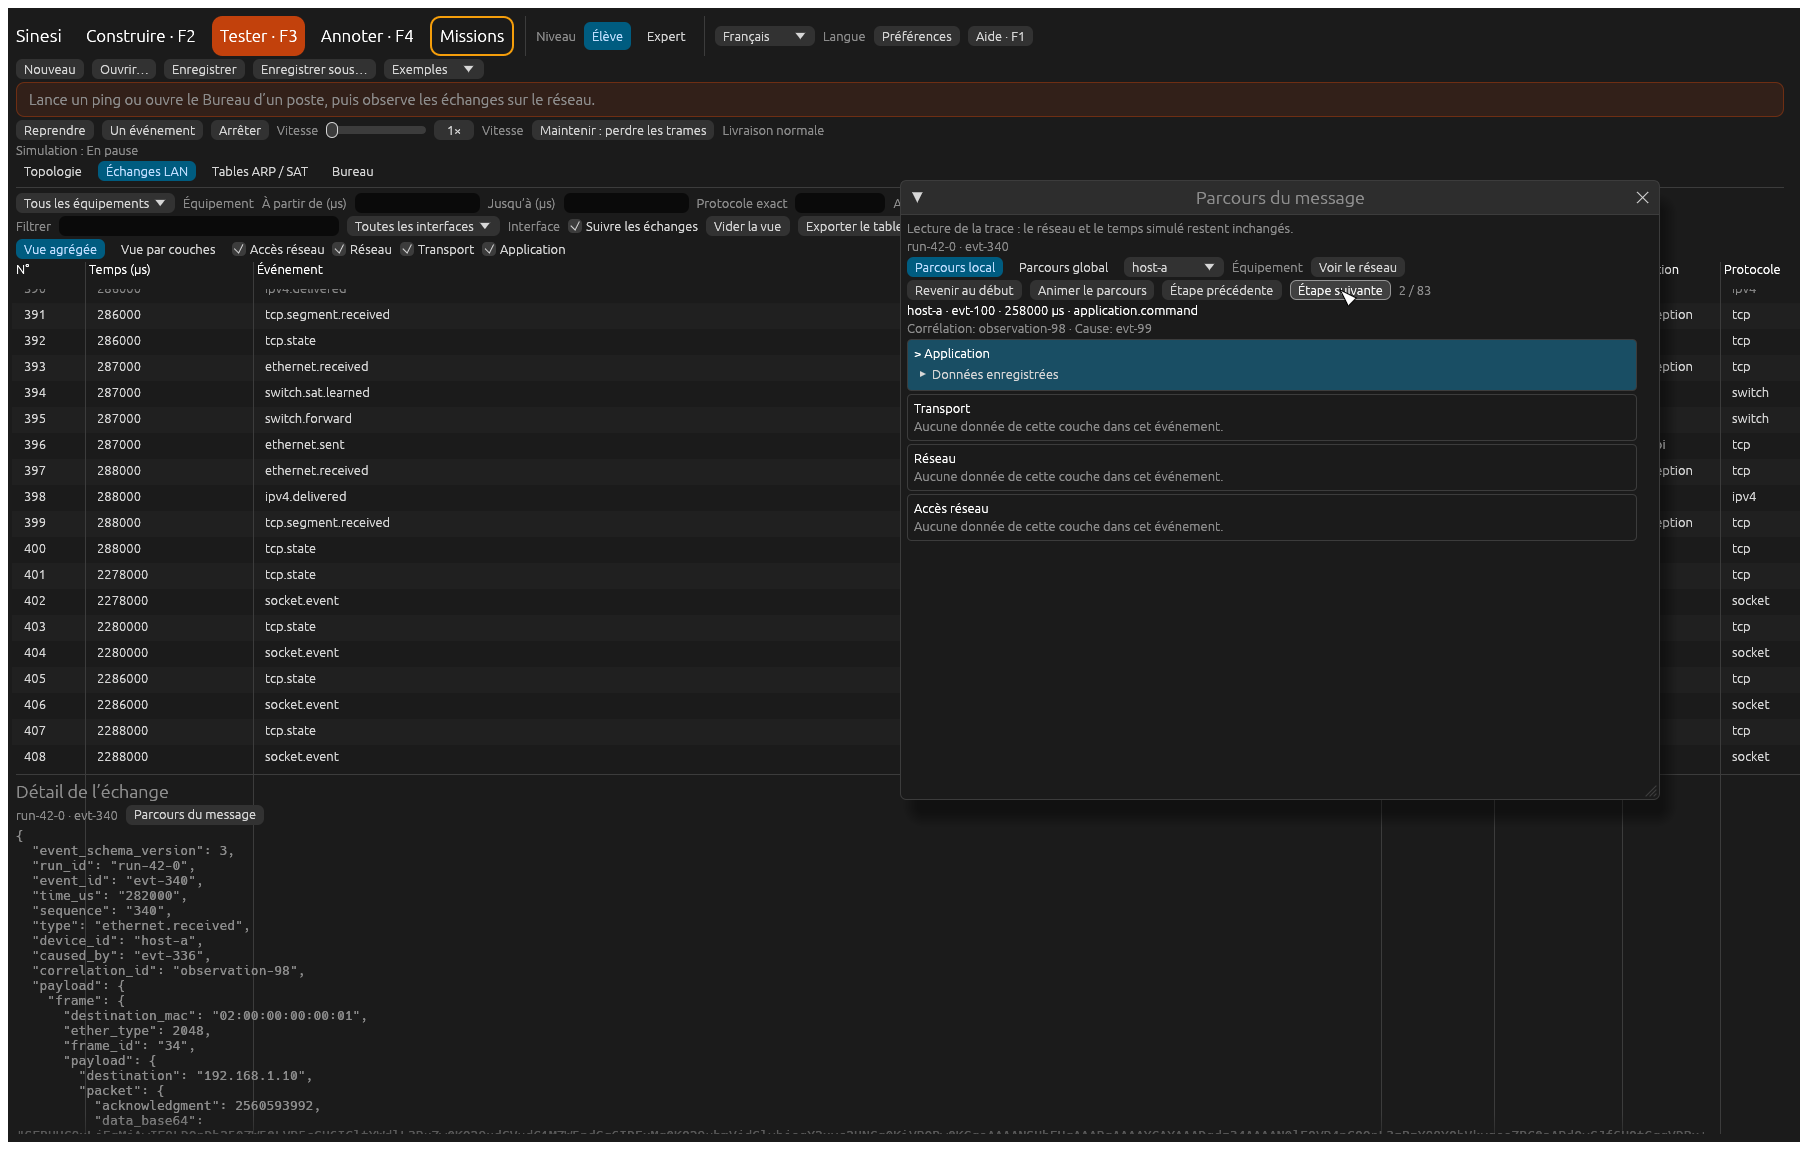 Sinesi Construire · F2 Tester · F3 Annoter · F4 Missions Niveau Élève Expert Français Langue Préférences Aide · F1
Nouveau Ouvrir… Enregistrer Enregistrer sous… Exemples
Lance un ping ou ouvre le Bureau d’un poste, puis observe les échanges sur le réseau.
Reprendre Un événement Arrêter Vitesse 1× Vitesse Maintenir : perdre les trames Livraison normale
Simulation : En pause
Topologie Échanges LAN Tables ARP / SAT Bureau
Tous les équipements Équipement À partir de (µs) Jusqu’à (µs) Protocole exact
Filtrer Toutes les interfaces Interface Suivre les échanges Vider la vue Exporter le table
Vue agrégée Vue par couches Accès réseau Réseau Transport Application
N° Temps (µs) Événement Protocole
390 286000 ipv4.delivered ipv4
391 286000 tcp.segment.received eption tcp
392 286000 tcp.state tcp
393 287000 ethernet.received eption tcp
394 287000 switch.sat.learned switch
395 287000 switch.forward switch
396 287000 ethernet.sent oi tcp
397 288000 ethernet.received eption tcp
398 288000 ipv4.delivered ipv4
399 288000 tcp.segment.received eption tcp
400 288000 tcp.state tcp
401 2278000 tcp.state tcp
402 2278000 socket.event socket
403 2280000 tcp.state tcp
404 2280000 socket.event socket
405 2286000 tcp.state tcp
406 2286000 socket.event socket
407 2288000 tcp.state tcp
408 2288000 socket.event socket
Parcours du message
Lecture de la trace : le réseau et le temps simulé restent inchangés.
run-42-0 · evt-340
Parcours local Parcours global host-a Équipement Voir le réseau
Revenir au début Animer le parcours Étape précédente Étape suivante 2 / 83
host-a · evt-100 · 258000 µs · application.command
Corrélation: observation-98 · Cause: evt-99
> Application
Données enregistrées
Transport
Aucune donnée de cette couche dans cet événement.
Réseau
Aucune donnée de cette couche dans cet événement.
Accès réseau
Aucune donnée de cette couche dans cet événement.
Détail de l’échange
run-42-0 · evt-340 Parcours du message
{
"event_schema_version": 3,
"run_id": "run-42-0",
"event_id": "evt-340",
"time_us": "282000",
"sequence": "340",
"type": "ethernet.received",
"device_id": "host-a",
"caused_by": "evt-336",
"correlation_id": "observation-98",
"payload": {
"frame": {
"destination_mac": "02:00:00:00:00:01",
"ether_type": 2048,
"frame_id": "34",
"payload": {
"destination": "192.168.1.10",
"packet": {
"acknowledgment": 2560593992,
"data_base64":